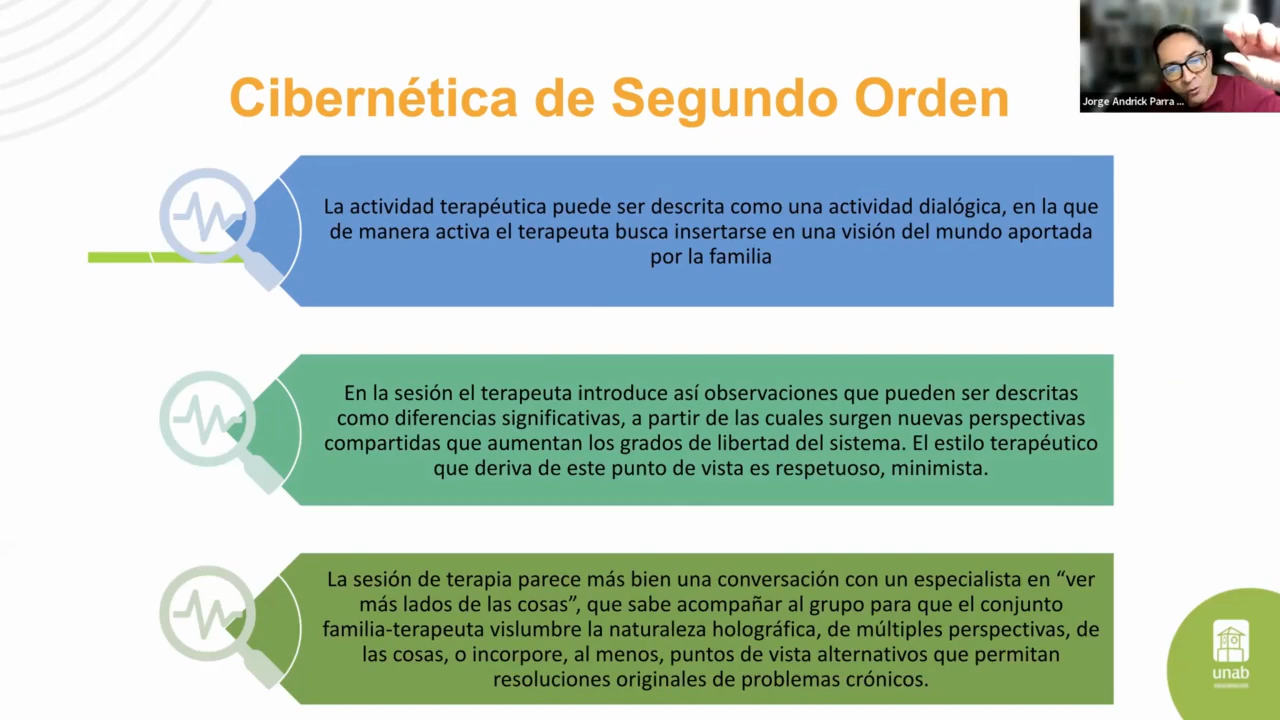 Jorge Andrick Parra ...
Cibernética de Segundo Orden
La actividad terapéutica puede ser descrita como una actividad dialógica, en la que
de manera activa el terapeuta busca insertarse en una visión del mundo aportada
por la familia
En la sesión el terapeuta introduce así observaciones que pueden ser descritas
como diferencias significativas, a partir de las cuales surgen nuevas perspectivas
compartidas que aumentan los grados de libertad del sistema. El estilo terapéutico
que deriva de este punto de vista es respetuoso, minimista.
La sesión de terapia parece más bien una conversación con un especialista en “ver
más lados de las cosas”, que sabe acompañar al grupo para que el conjunto
familia-terapeuta vislumbre la naturaleza holográfica, de múltiples perspectivas, de
las cosas, o incorpore, al menos, puntos de vista alternativos que permitan
resoluciones originales de problemas crónicos.
unab